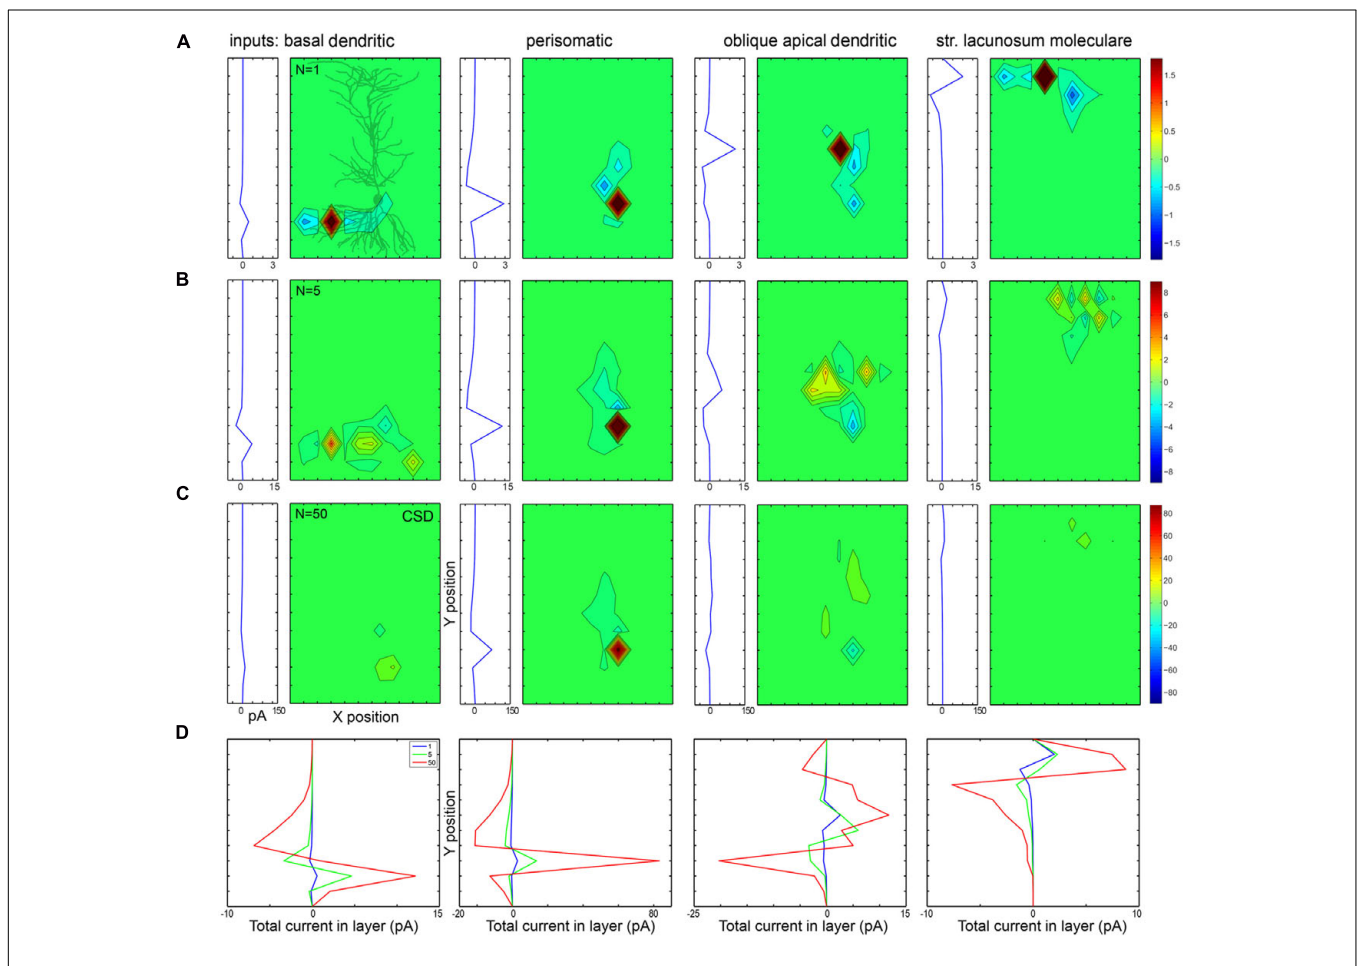 A
inputs: basal dendritic
perisomatic
oblique apical dendritic
str. lacunosum moleculare
N=1
1.5
1
0.5
0
-0.5
-1
-1.5
0 3
0 3
0 3
0 3
B
N=5
8
6
4
2
0
-2
-4
-6
-8
0 15
0 15
0 15
0 15
C
N=50
CSD
Y position
80
60
40
20
0
-20
-40
-60
-80
0 150
0 150
0 150
0 150
pA
X position
D
1
5
50
Y position
-10 0 15
-20 0 80
-25 0 15
-10 0 10
Total current in layer (pA)
Total current in layer (pA)
Total current in layer (pA)
Total current in layer (pA)